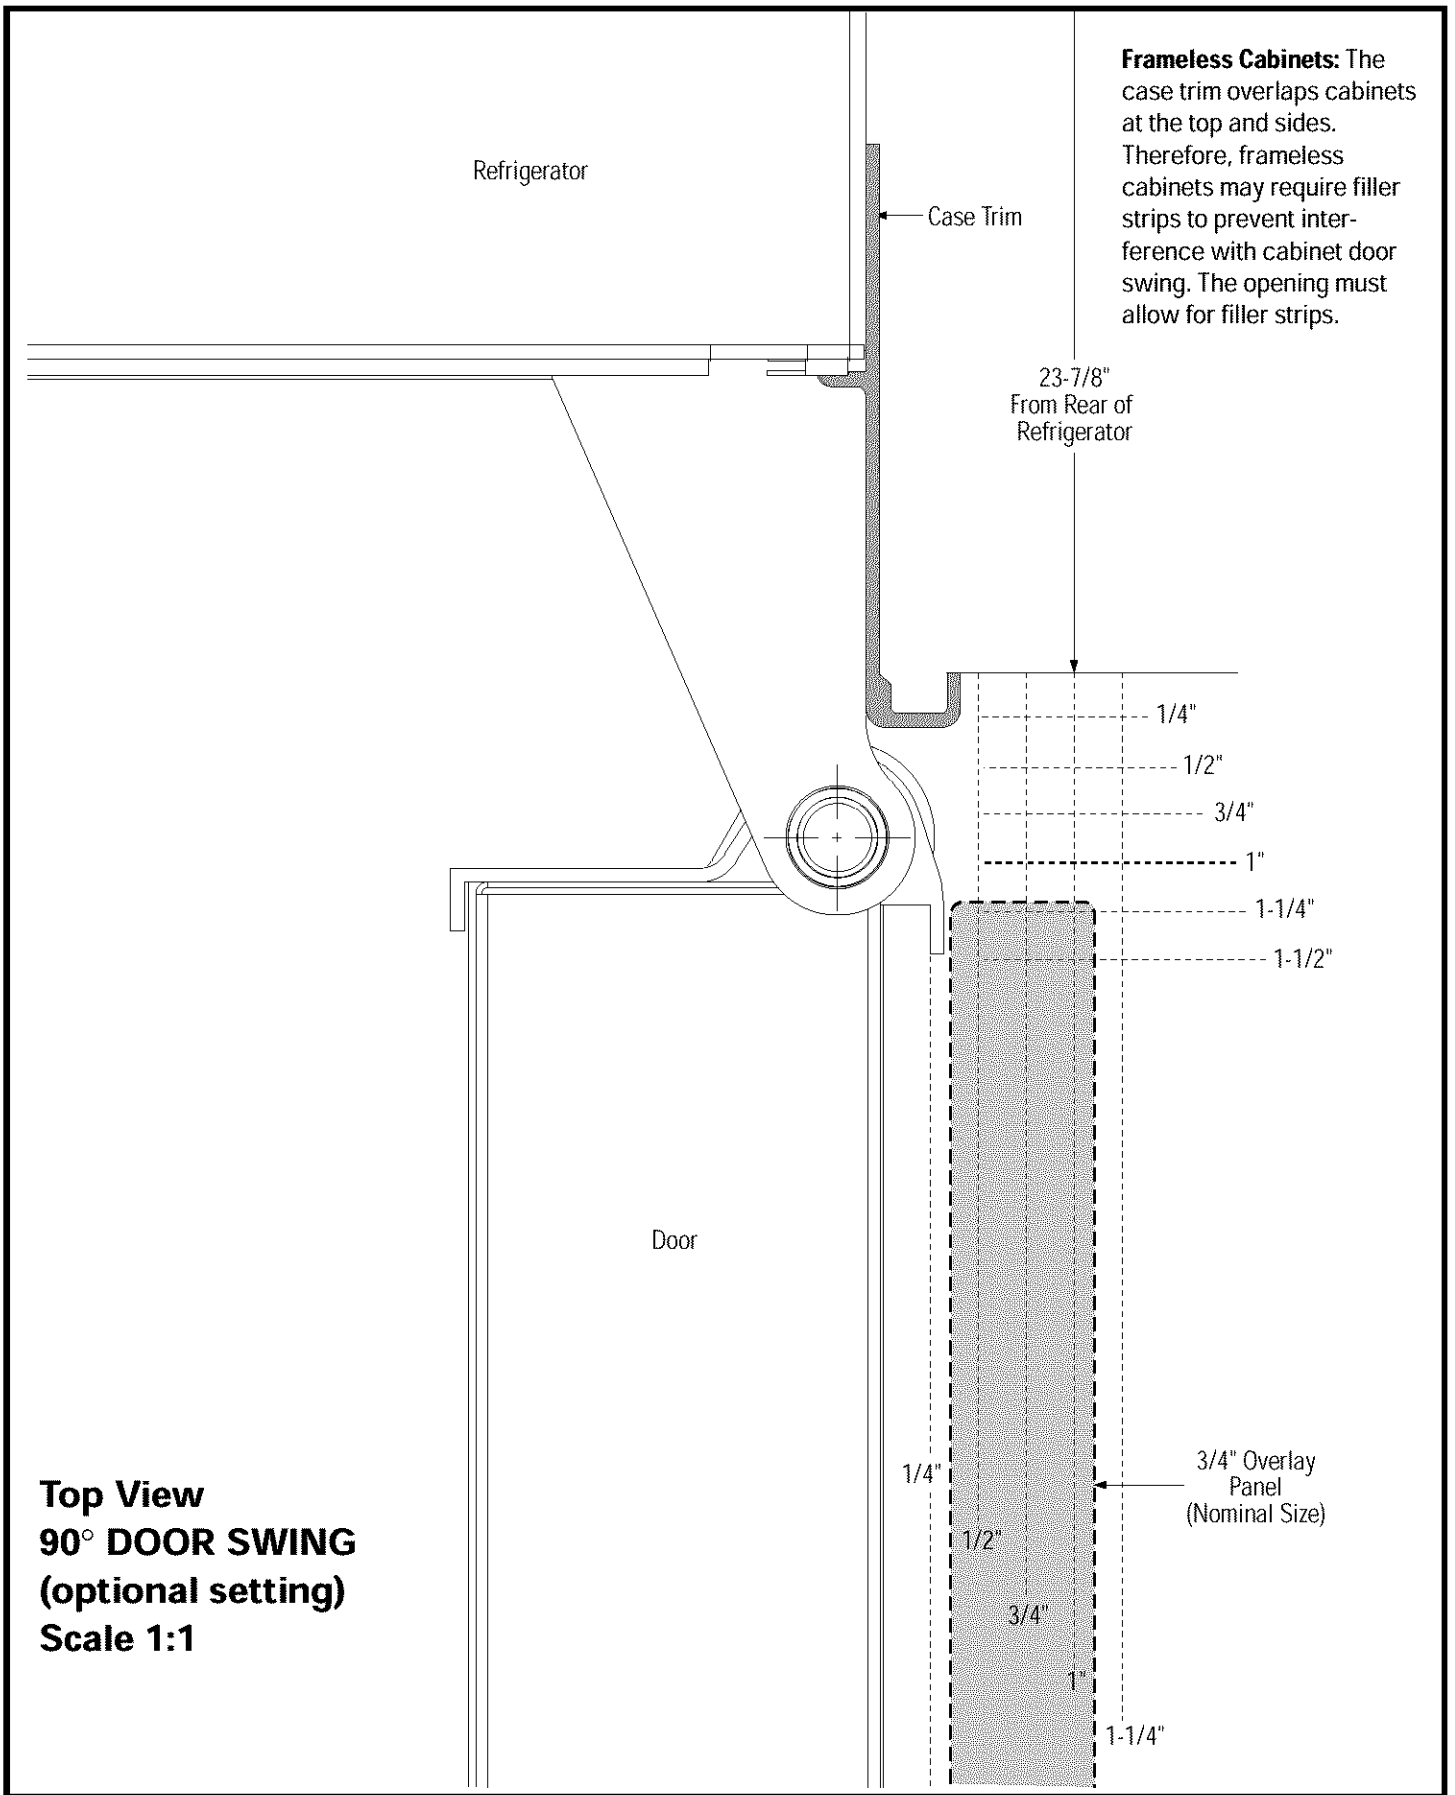 Frameless Cabinets: The
case trim overlaps cabinets
at the top and sides.
Therefore, frameless
cabinets may require filler
strips to prevent inter-
ference with cabinet door
swing. The opening must
allow for filler strips.
Refrigerator
Case Trim
23-7/8"
From Rear of
Refrigerator
1/4"
1/2"
3/4"
1"
1-1/4"
1-1/2"
Door
1/4"
1/2"
3/4"
1"
1-1/4"
3/4" Overlay
Panel
(Nominal Size)
Top View
90° DOOR SWING
(optional setting)
Scale 1:1